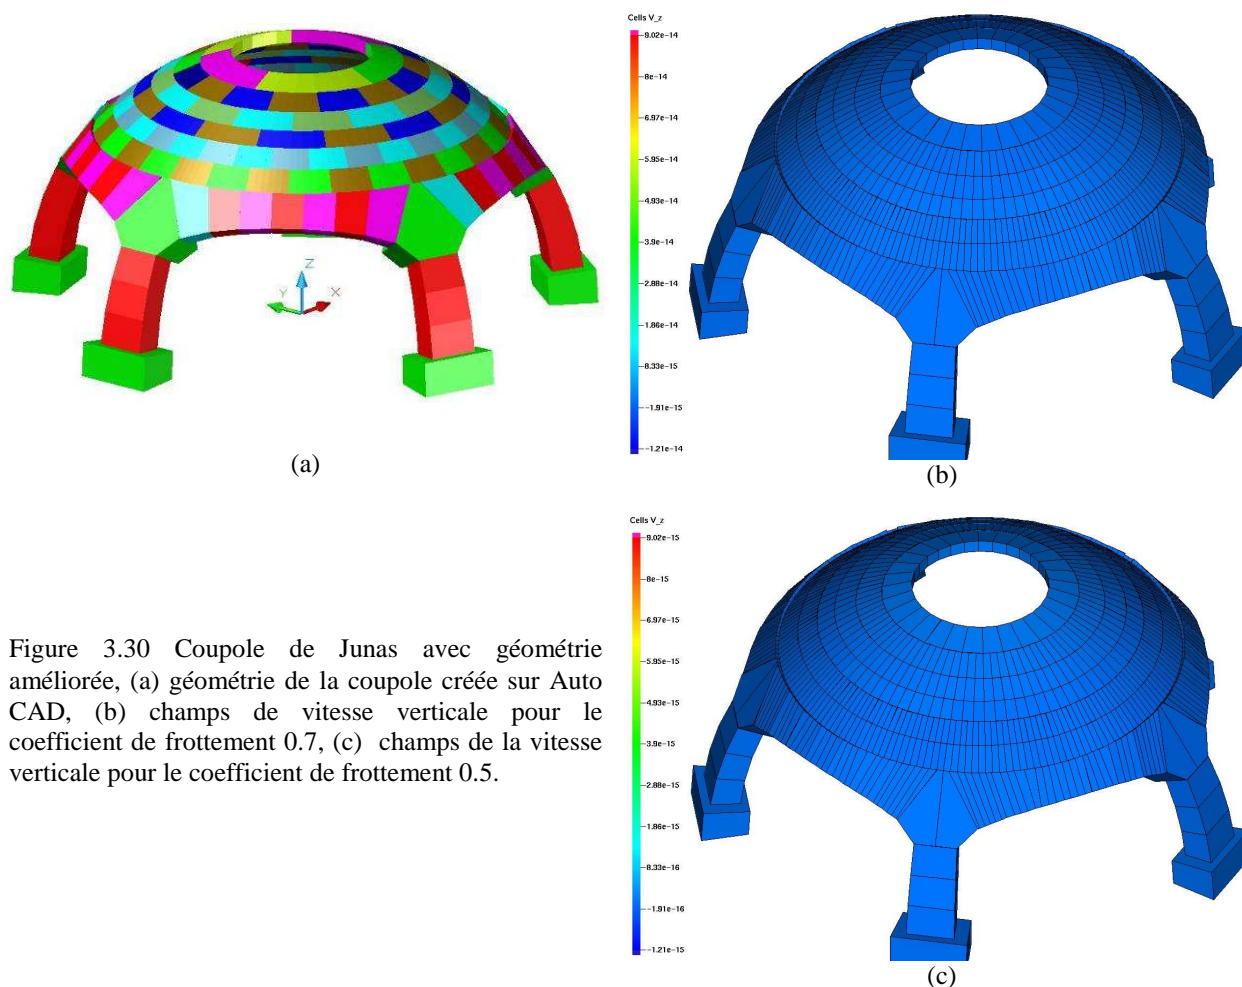 Cells V_z
9.02e-14
8e-14
6.97e-14
5.95e-14
4.93e-14
3.9e-14
2.88e-14
1.86e-14
8.33e-15
-1.91e-15
-1.21e-14
Z
Y
X
(a)
(b)
Cells V_z
9.02e-15
8e-15
6.97e-15
5.95e-15
4.93e-15
3.9e-15
2.88e-15
1.86e-15
8.33e-16
-1.91e-16
-1.21e-15
(c)
Figure 3.30 Coupole de Junas avec géométrie
améliorée, (a) géométrie de la coupole créée sur Auto
CAD, (b) champs de vitesse verticale pour le
coefficient de frottement 0.7, (c) champs de la vitesse
verticale pour le coefficient de frottement 0.5.